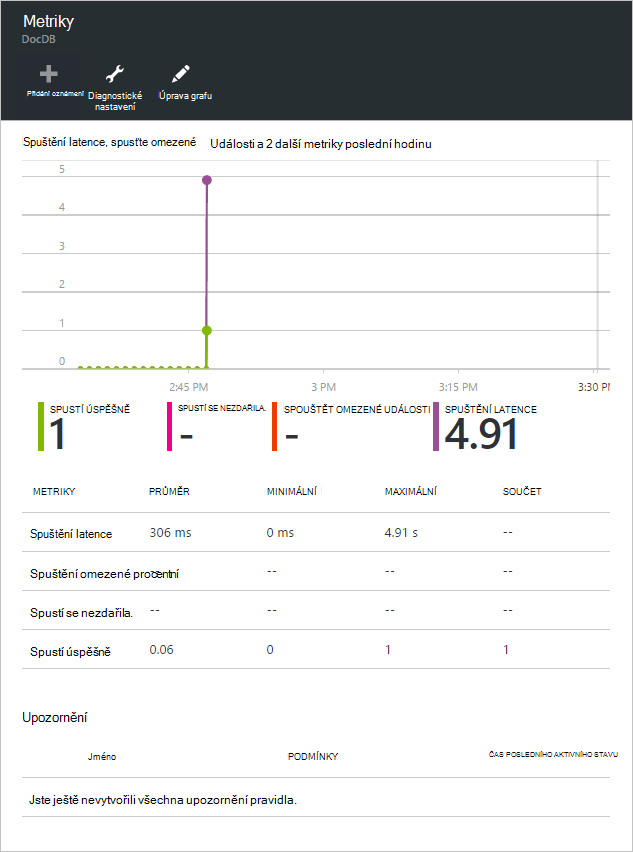 Metriky
DocDB
Přidání oznámení
Diagnostické
nastavení
Úprava grafu
Spuštění latence, spusťte omezené Události a 2 další metriky poslední hodinu
5
4
3
2
1
0
2:45 PM 3 PM 3:15 PM 3:30 PM
SPUSTÍ ÚSPĚŠNĚ SPUSTÍ SE NEZDAŘILA. SPOUŠTĚT OMEZENÉ UDÁLOSTI SPUŠTĚNÍ LATENCE
1 - - 4.91
METRIKY PRŮMĚR MINIMÁLNÍ MAXIMÁLNÍ SOUČET
Spuštění latence 306 ms 0 ms 4.91 s --
Spuštění omezené procentní -- -- -- --
Spustí se nezdařila. -- -- -- --
Spustí úspěšně 0.06 0 1 1
Upozornění
Jméno PODMÍNKY ČAS POSLEDNÍHO AKTIVNÍHO STAVU
Jste ještě nevytvořili všechna upozornění pravidla.